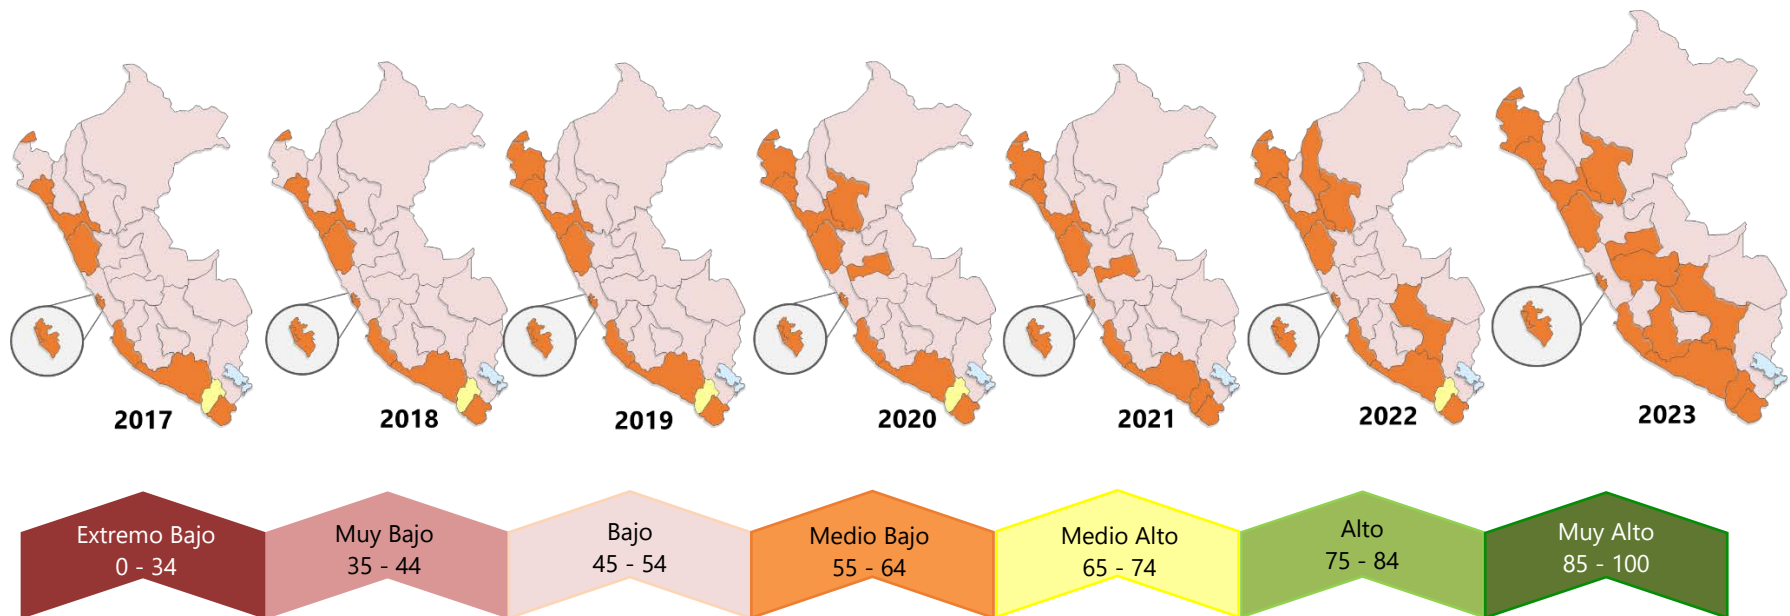 2017
2018
2019
2020
2021
2022
2023
Extremo Bajo
0 - 34
Muy Bajo
35 - 44
Bajo
45 - 54
Medio Bajo
55 - 64
Medio Alto
65 - 74
Alto
75 - 84
Muy Alto
85 - 100